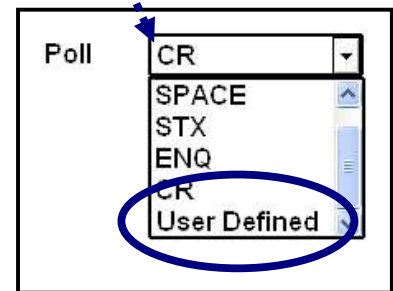 Poll CR
SPACE
STX
ENQ
CR
User Defined